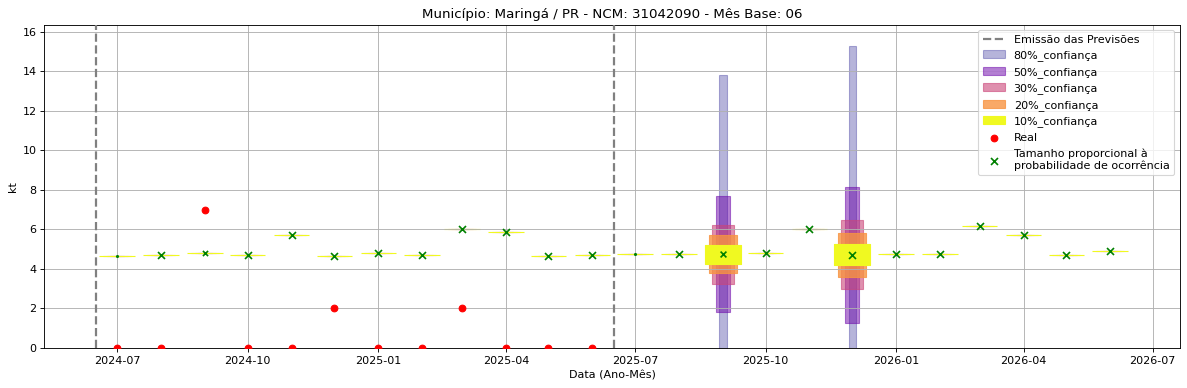 Município: Maringá / PR - NCM: 31042090 - Mês Base: 06
16
14
12
10
8
6
4
2
0
kt
Emissão das Previsões
80%_confiança
50%_confiança
30%_confiança
20%_confiança
10%_confiança
Real
Tamanho proporcional à
probabilidade de ocorrência
2024-07
2024-10
2025-01
2025-04
2025-07
2025-10
2026-01
2026-04
2026-07
Data (Ano-Mês)